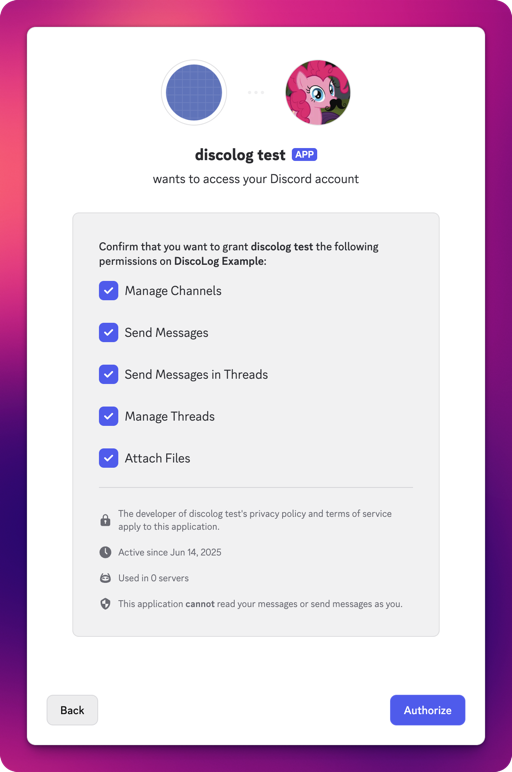 discolog test APP
wants to access your Discord account
Confirm that you want to grant discolog test the following
permissions on DiscoLog Example:
Manage Channels
Send Messages
Send Messages in Threads
Manage Threads
Attach Files
The developer of discolog test's privacy policy and terms of service
apply to this application.
Active since Jun 14, 2025
Used in 0 servers
This application cannot read your messages or send messages as you.
Back
Authorize